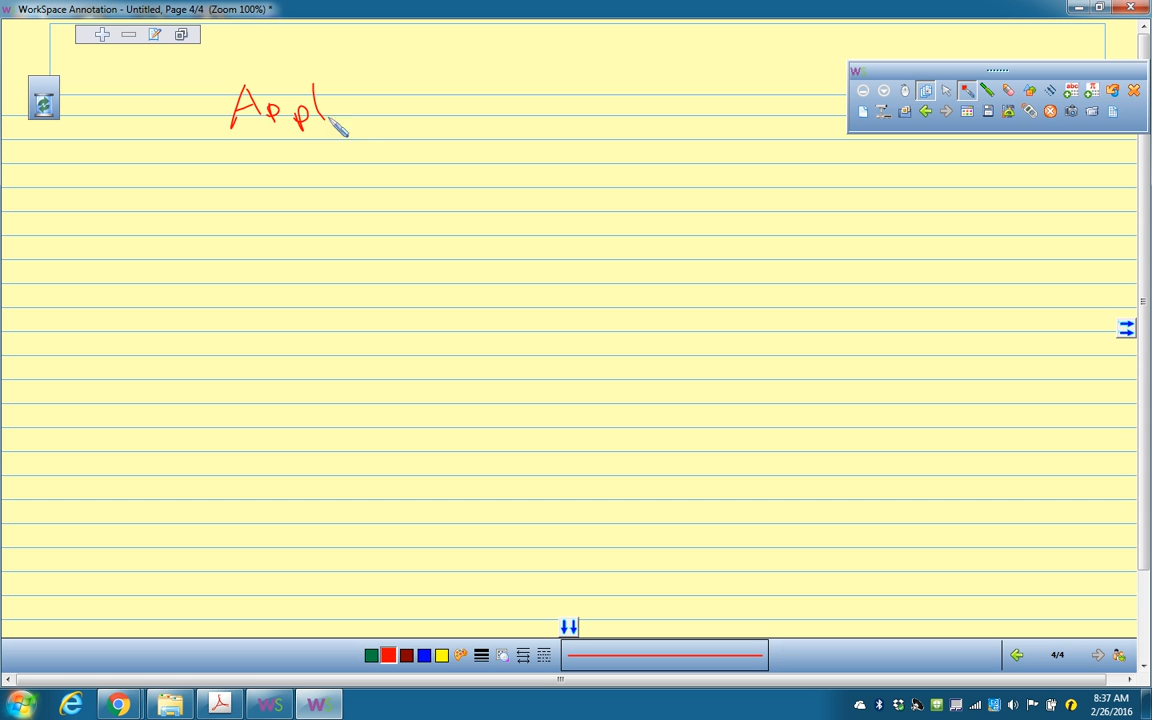 WorkSpace Annotation - Untitled, Page 4/4 (Zoom 100%) *
Appl
4/4
8:37 AM
2/26/2016